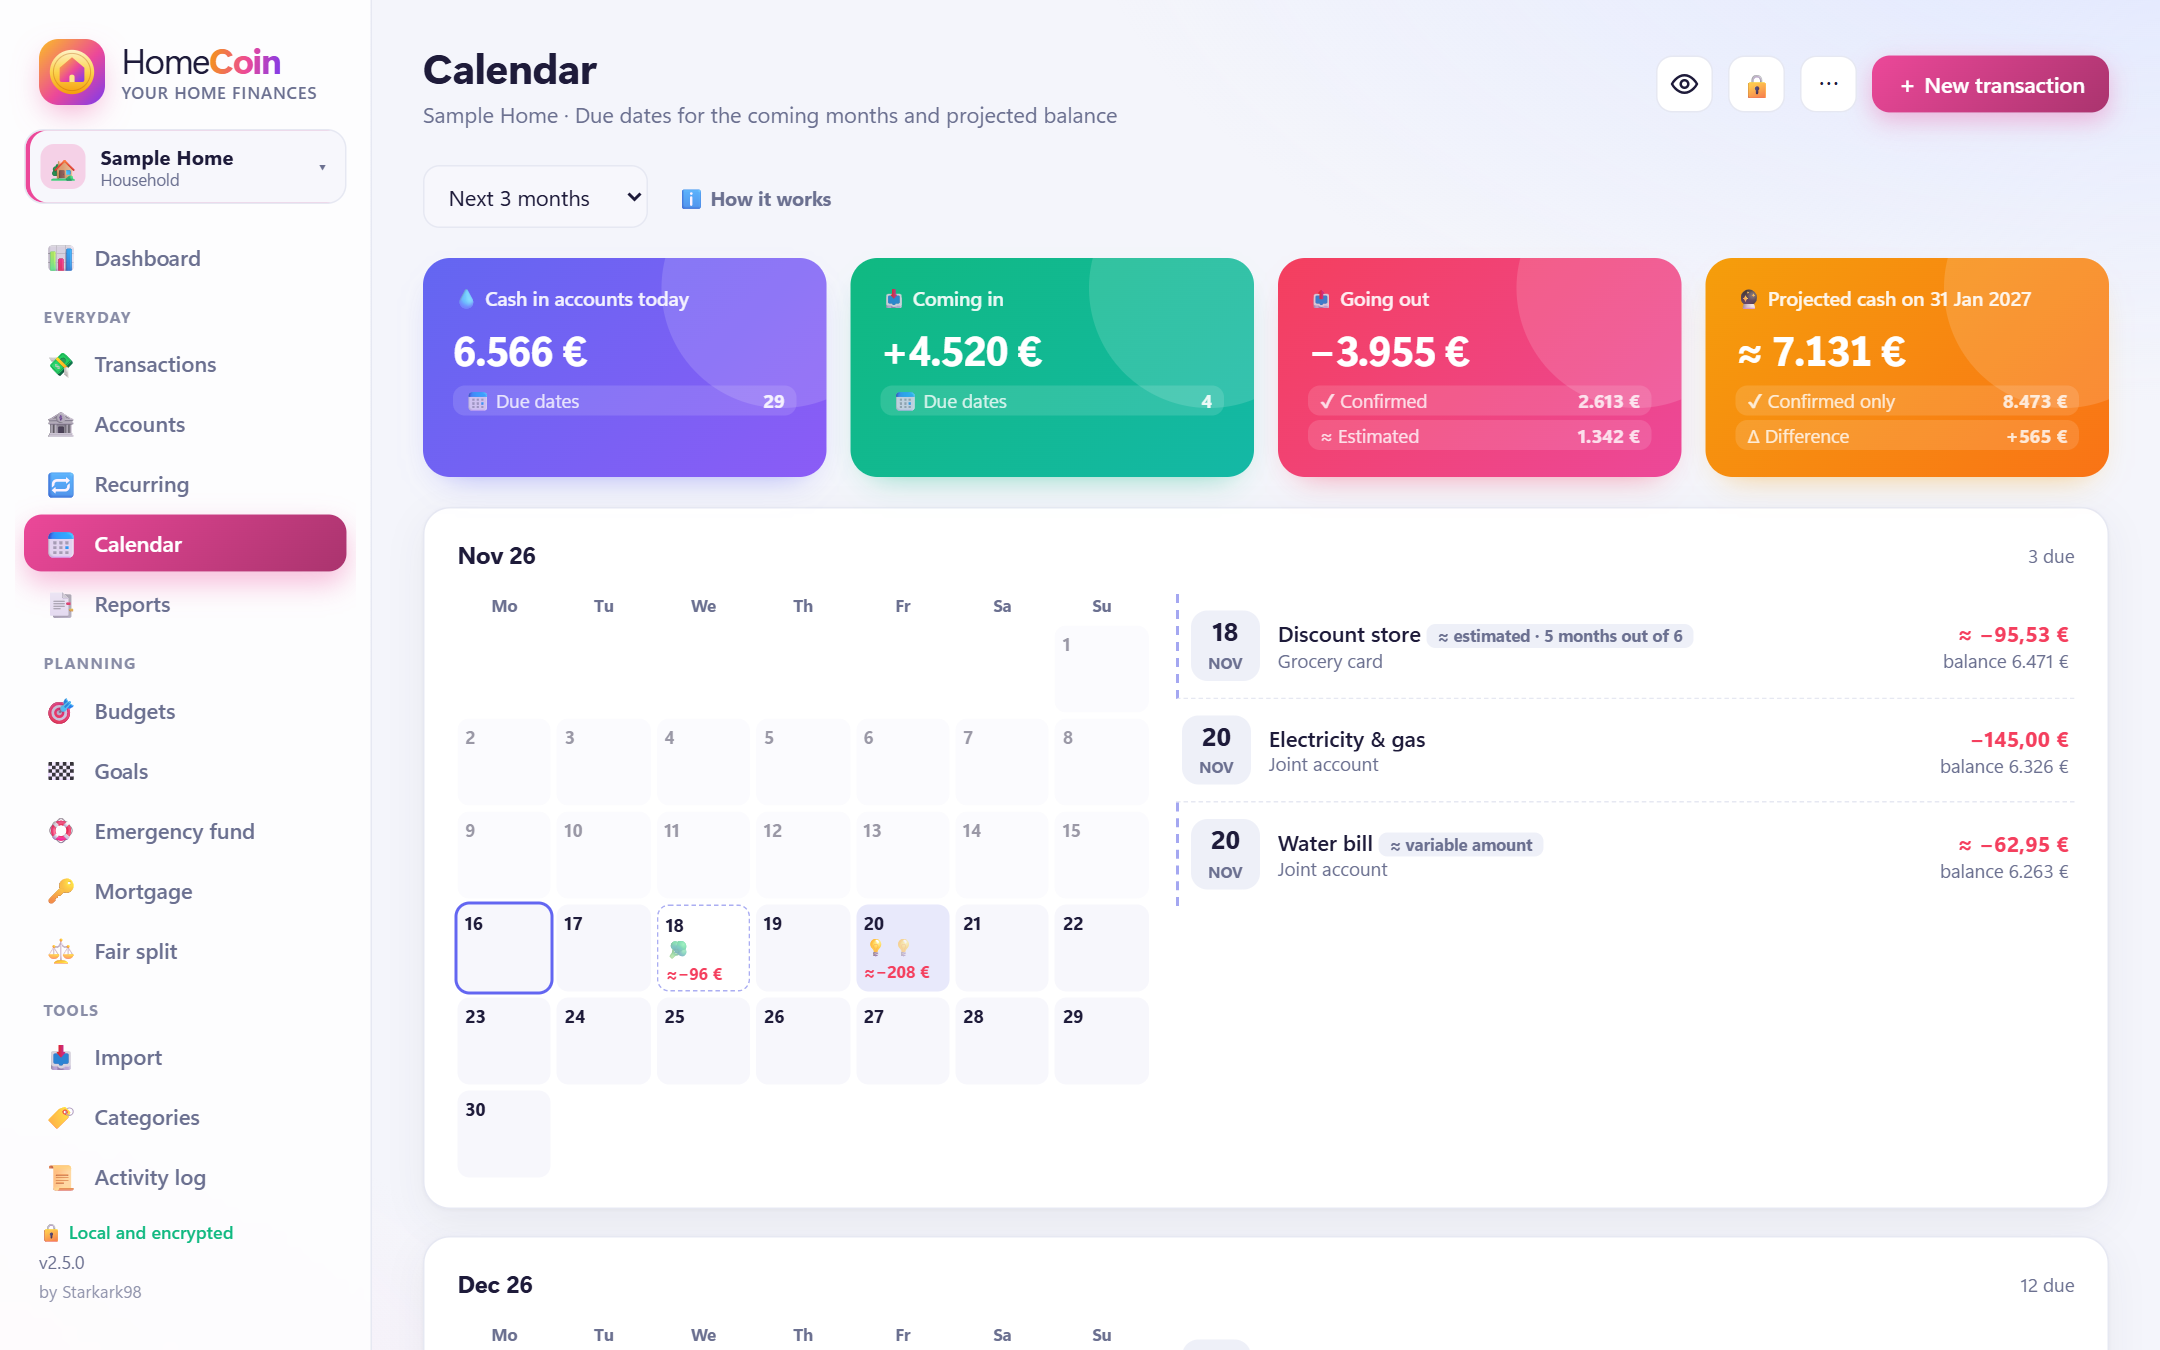 HomeCoin
YOUR HOME FINANCES
Sample Home
Household
Dashboard
EVERYDAY
Transactions
Accounts
Recurring
Calendar
Reports
PLANNING
Budgets
Goals
Emergency fund
Mortgage
Fair split
TOOLS
Import
Categories
Activity log
Local and encrypted
v2.5.0
by Starkark98
Calendar
Sample Home · Due dates for the coming months and projected balance
+ New transaction
Next 3 months
How it works
Cash in accounts today
6.566 €
Due dates 29
Coming in
+4.520 €
Due dates 4
Going out
−3.955 €
✓ Confirmed 2.613 €
≈ Estimated 1.342 €
Projected cash on 31 Jan 2027
≈ 7.131 €
✓ Confirmed only 8.473 €
Δ Difference +565 €
Nov 26
3 due
Mo Tu We Th Fr Sa Su
1
2 3 4 5 6 7 8
9 10 11 12 13 14 15
16 17 18 19 20 21 22
≈−96 € ≈−208 €
23 24 25 26 27 28 29
30
18 NOV
Discount store ≈ estimated · 5 months out of 6
Grocery card
≈ −95,53 €
balance 6.471 €
20 NOV
Electricity & gas
Joint account
−145,00 €
balance 6.326 €
20 NOV
Water bill ≈ variable amount
Joint account
≈ −62,95 €
balance 6.263 €
Dec 26
12 due
Mo Tu We Th Fr Sa Su